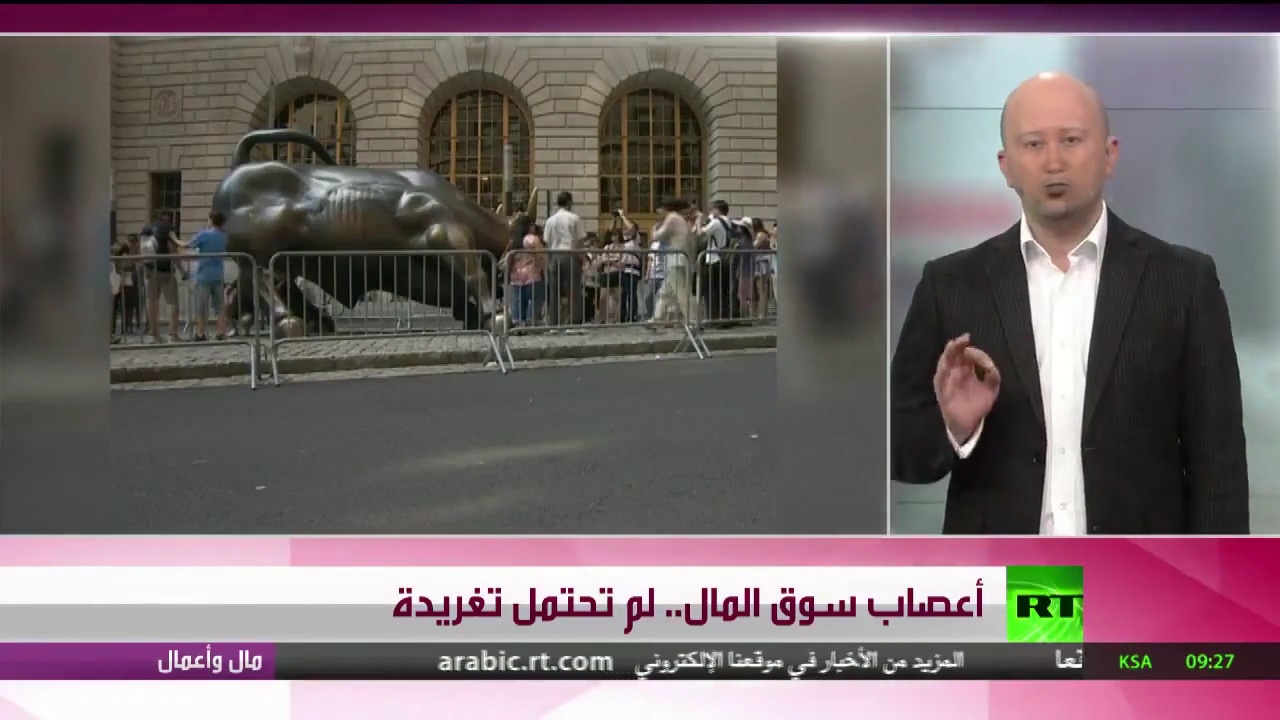 أعصاب سوق المال.. لم تحتمل تغريدة
RT
مال وأعمال
المزيد من الأخبار في موقعنا الإلكتروني arabic.rt.com
KSA 09:27